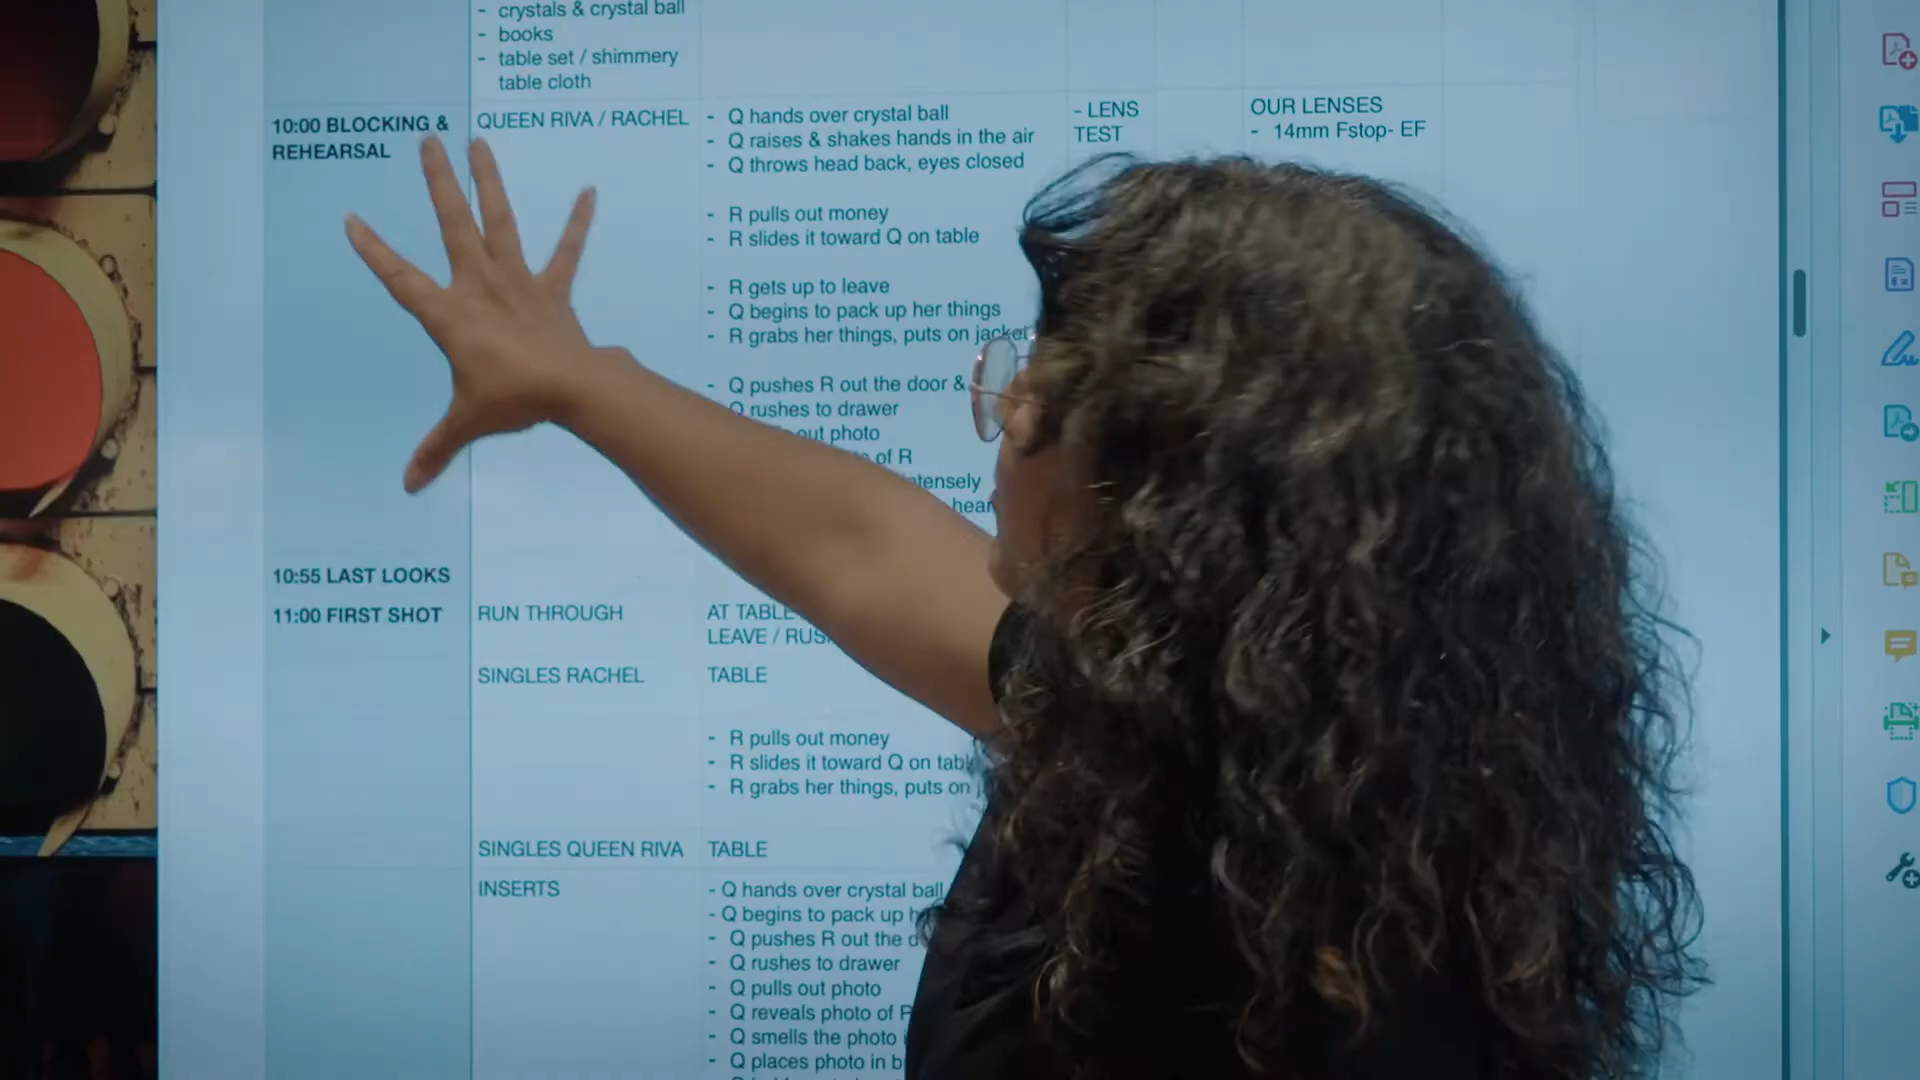 - crystals & crystal ball
- books
- table set / shimmery
table cloth
10:00 BLOCKING &
REHEARSAL
QUEEN RIVA / RACHEL
- Q hands over crystal ball
- Q raises & shakes hands in the air
- Q throws head back, eyes closed
- R pulls out money
- R slides it toward Q on table
- R gets up to leave
- Q begins to pack up her things
- R grabs her things, puts on jacket
- Q pushes R out the door &
Q rushes to drawer
out photo
of R
- LENS
TEST
OUR LENSES
- 14mm Fstop- EF
10:55 LAST LOOKS
11:00 FIRST SHOT
RUN THROUGH
AT TABLE
LEAVE /
SINGLES RACHEL
TABLE
- R pulls out money
- R slides it toward Q on
- R grabs her things, puts on
SINGLES QUEEN RIVA
TABLE
INSERTS
- Q hands over crystal ball
- Q begins to pack up
- Q pushes R out the
- Q rushes to drawer
- Q pulls out photo
- Q reveals photo of
- Q smells the photo
- Q places photo in